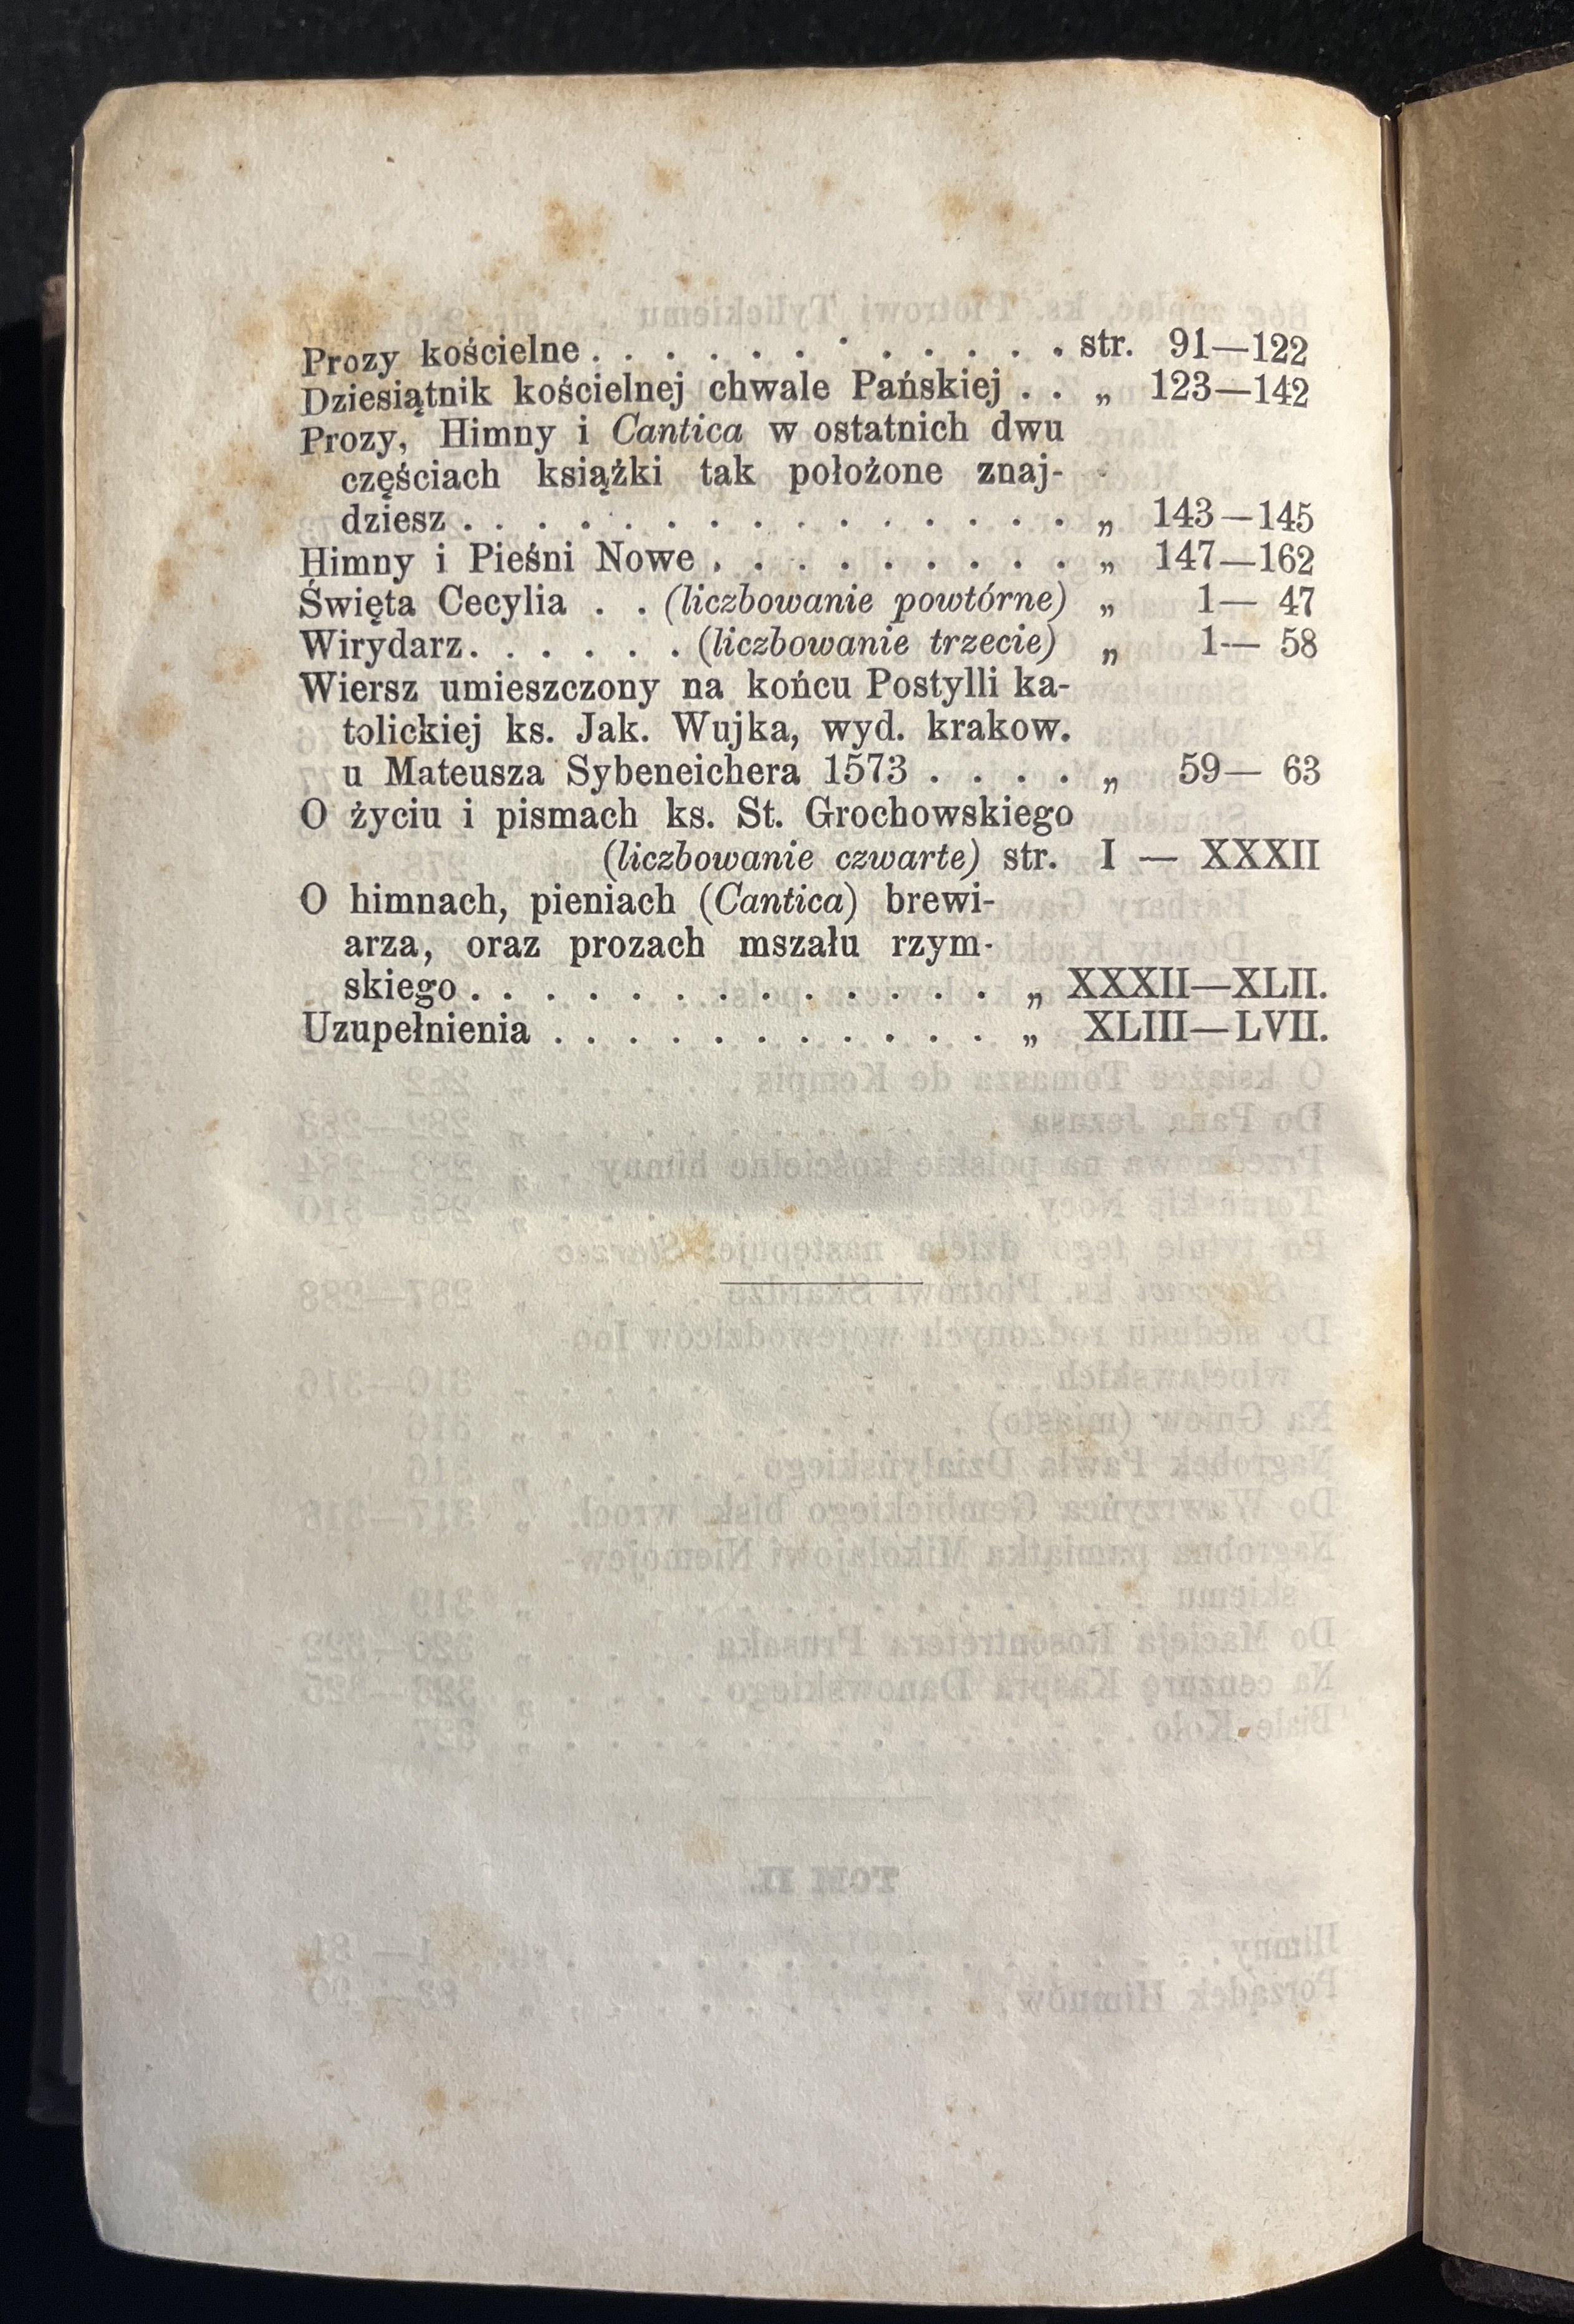 Prozy kościelne . . . . . . . . . . . . str. 91—122
Dziesiątnik kościelnej chwale Pańskiej . . „ 123—142
Prozy, Himny i Cantica w ostatnich dwu
częściach książki tak położone znaj-
dziesz . . . . . . . . . . . . . . . „ 143—145
Himny i Pieśni Nowe . . . . . . . . . „ 147—162
Święta Cecylia . . (liczbowanie powtórne) „ 1— 47
Wirydarz. . . . . . (liczbowanie trzecie) „ 1— 58
Wiersz umieszczony na końcu Postylli ka-
tolickiej ks. Jak. Wujka, wyd. krakow.
u Mateusza Sybeneichera 1573 . . . . „ 59— 63
O życiu i pismach ks. St. Grochowskiego
(liczbowanie czwarte) str. I — XXXII
O himnach, pieniach (Cantica) brewi-
arza, oraz prozach mszału rzym-
skiego . . . . . . . . . . . . . „ XXXII—XLII.
Uzupełnienia . . . . . . . . . . . . „ XLIII—LVII.